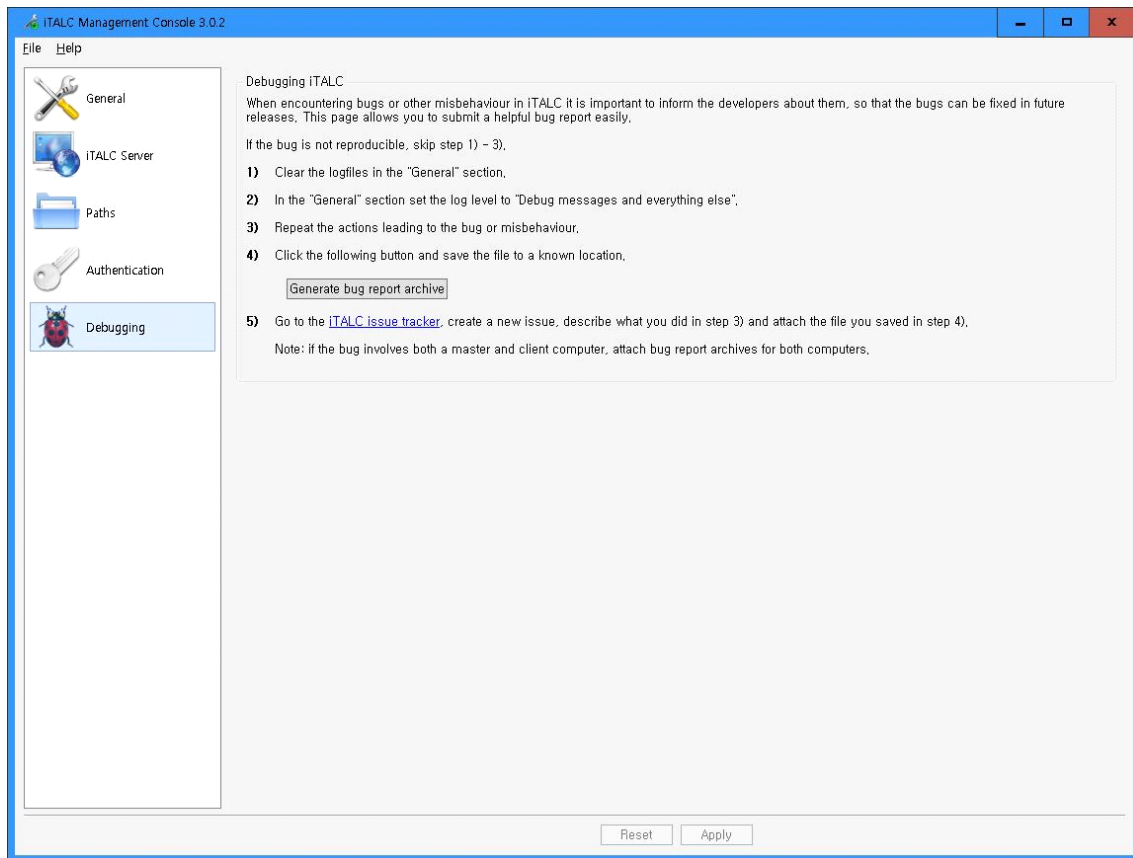 iTALC Management Console 3.0.2
File Help
General
iTALC Server
Paths
Authentication
Debugging
Debugging iTALC
When encountering bugs or other misbehaviour in iTALC it is important to inform the developers about them, so that the bugs can be fixed in future
releases. This page allows you to submit a helpful bug report easily.
If the bug is not reproducible, skip step 1) - 3).
1) Clear the logfiles in the "General" section.
2) In the "General" section set the log level to "Debug messages and everything else".
3) Repeat the actions leading to the bug or misbehaviour.
4) Click the following button and save the file to a known location.
Generate bug report archive
5) Go to the iTALC issue tracker, create a new issue, describe what you did in step 3) and attach the file you saved in step 4).
Note: if the bug involves both a master and client computer, attach bug report archives for both computers.
Reset Apply